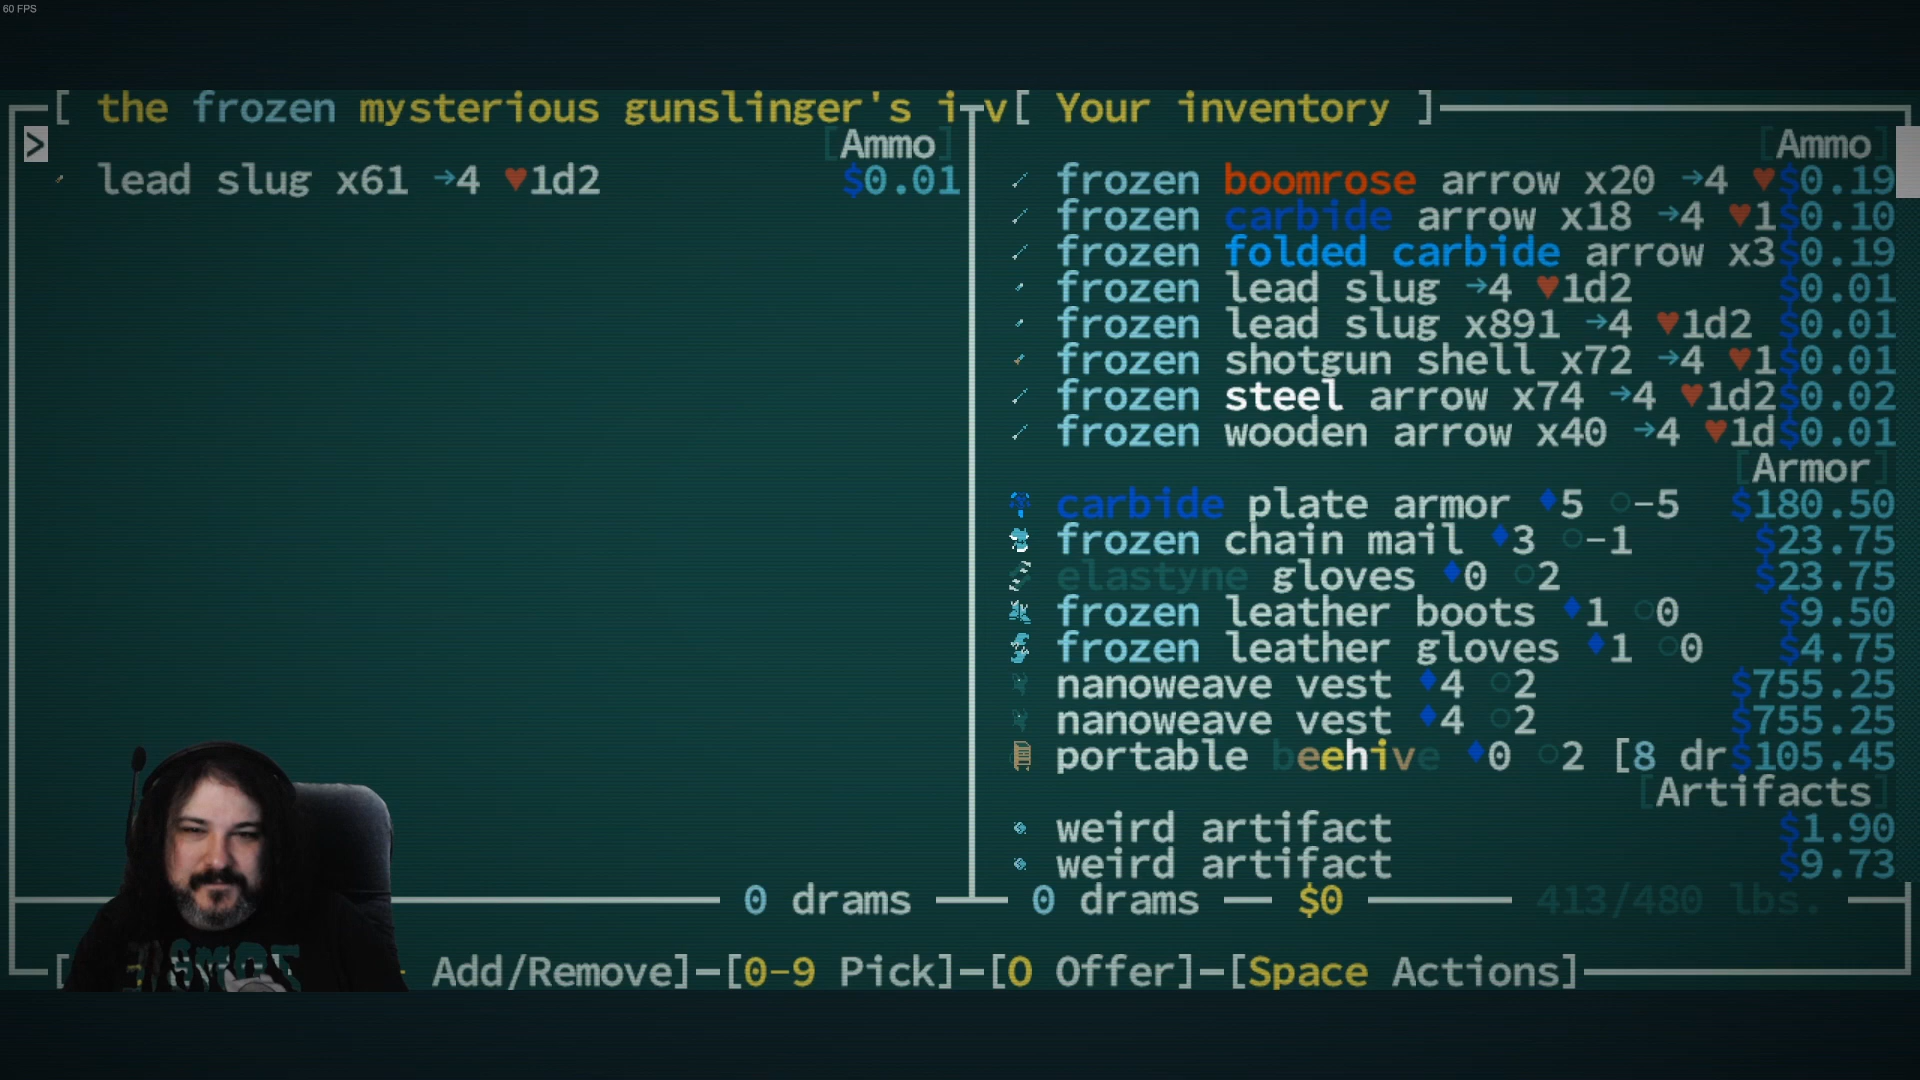 60 FPS
[ the frozen mysterious gunslinger's i v[ Your inventory ]
>
[Ammo]
lead slug x61 →4 ♥1d2 $0.01
[Ammo]
frozen boomrose arrow x20 →4 ♥$0.19
frozen carbide arrow x18 →4 ♥1$0.10
frozen folded carbide arrow x3$0.19
frozen lead slug →4 ♥1d2 $0.01
frozen lead slug x891 →4 ♥1d2 $0.01
frozen shotgun shell x72 →4 ♥1$0.01
frozen steel arrow x74 →4 ♥1d2$0.02
frozen wooden arrow x40 →4 ♥1d$0.01
[Armor]
carbide plate armor ♦5 ○-5 $180.50
frozen chain mail ♦3 ○-1 $23.75
elastyne gloves ♦0 ○2 $23.75
frozen leather boots ♦1 ○0 $9.50
frozen leather gloves ♦1 ○0 $4.75
nanoweave vest ♦4 ○2 $755.25
nanoweave vest ♦4 ○2 $755.25
portable beehive ♦0 ○2 [8 dr$105.45
[Artifacts]
weird artifact $1.90
weird artifact $9.73
0 drams
0 drams — $0 — 413/480 lbs.
Add/Remove]—[0-9 Pick]—[O Offer]—[Space Actions]